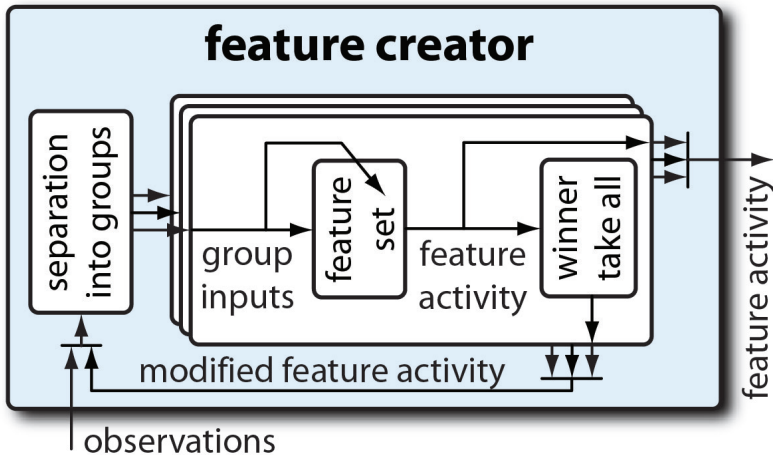 feature creator
separation
into groups
group
inputs
feature
set
feature
activity
winner
take all
feature activity
modified feature activity
observations